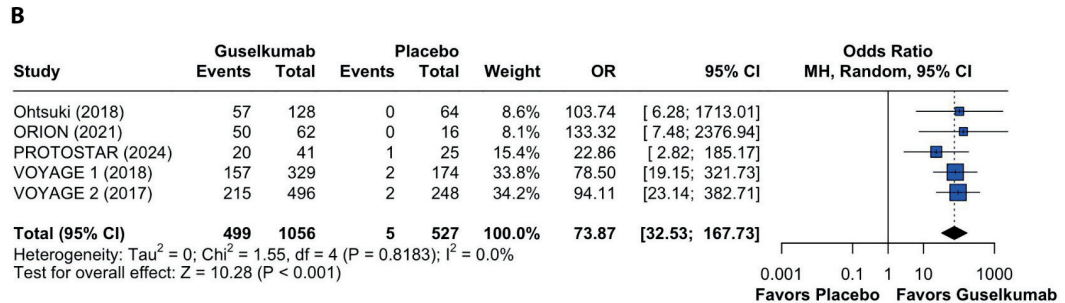 B
Guselkumab Placebo Odds Ratio
Study Events Total Events Total Weight OR 95% CI MH, Random, 95% CI
Ohtsuki (2018) 57 128 0 64 8.6% 103.74 [ 6.28; 1713.01]
ORION (2021) 50 62 0 16 8.1% 133.32 [ 7.48; 2376.94]
PROTOSTAR (2024) 20 41 1 25 15.4% 22.86 [ 2.82; 185.17]
VOYAGE 1 (2018) 157 329 2 174 33.8% 78.50 [19.15; 321.73]
VOYAGE 2 (2017) 215 496 2 248 34.2% 94.11 [23.14; 382.71]
Total (95% CI) 499 1056 5 527 100.0% 73.87 [32.53; 167.73]
Heterogeneity: Tau² = 0; Chi² = 1.55, df = 4 (P = 0.8183); I² = 0.0%
Test for overall effect: Z = 10.28 (P < 0.001)
0.001 0.1 1 10 1000
Favors Placebo Favors Guselkumab